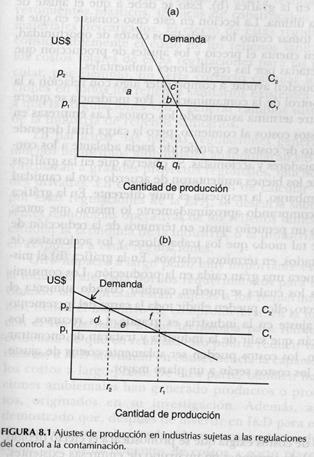 (a)
US$
Demanda
p₂
C₂
a
c
b
p₁
C₁
q₂ q₁
Cantidad de producción
(b)
US$
Demanda
p₂
C₂
d
f
e
p₁
C₁
r₂
r₁
Cantidad de producción
FIGURA 8.1 Ajustes de producción en industrias sujetas a las regulaciones
del control a la contaminación.